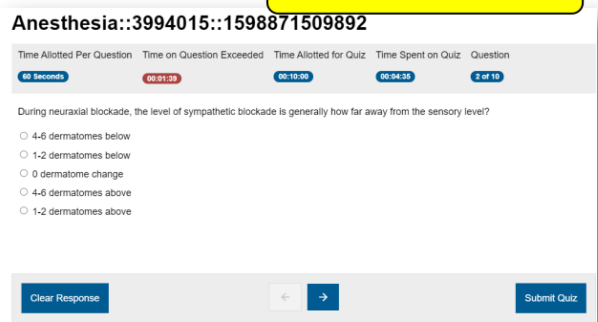 Anesthesia::3994015::1598871509892
Time Allotted Per Question Time on Question Exceeded Time Allotted for Quiz Time Spent on Quiz Question
60 Seconds 00:01:39 00:10:00 00:04:35 2 of 10
During neuraxial blockade, the level of sympathetic blockade is generally how far away from the sensory level?
4-6 dermatomes below
1-2 dermatomes below
0 dermatome change
4-6 dermatomes above
1-2 dermatomes above
Clear Response ← → Submit Quiz